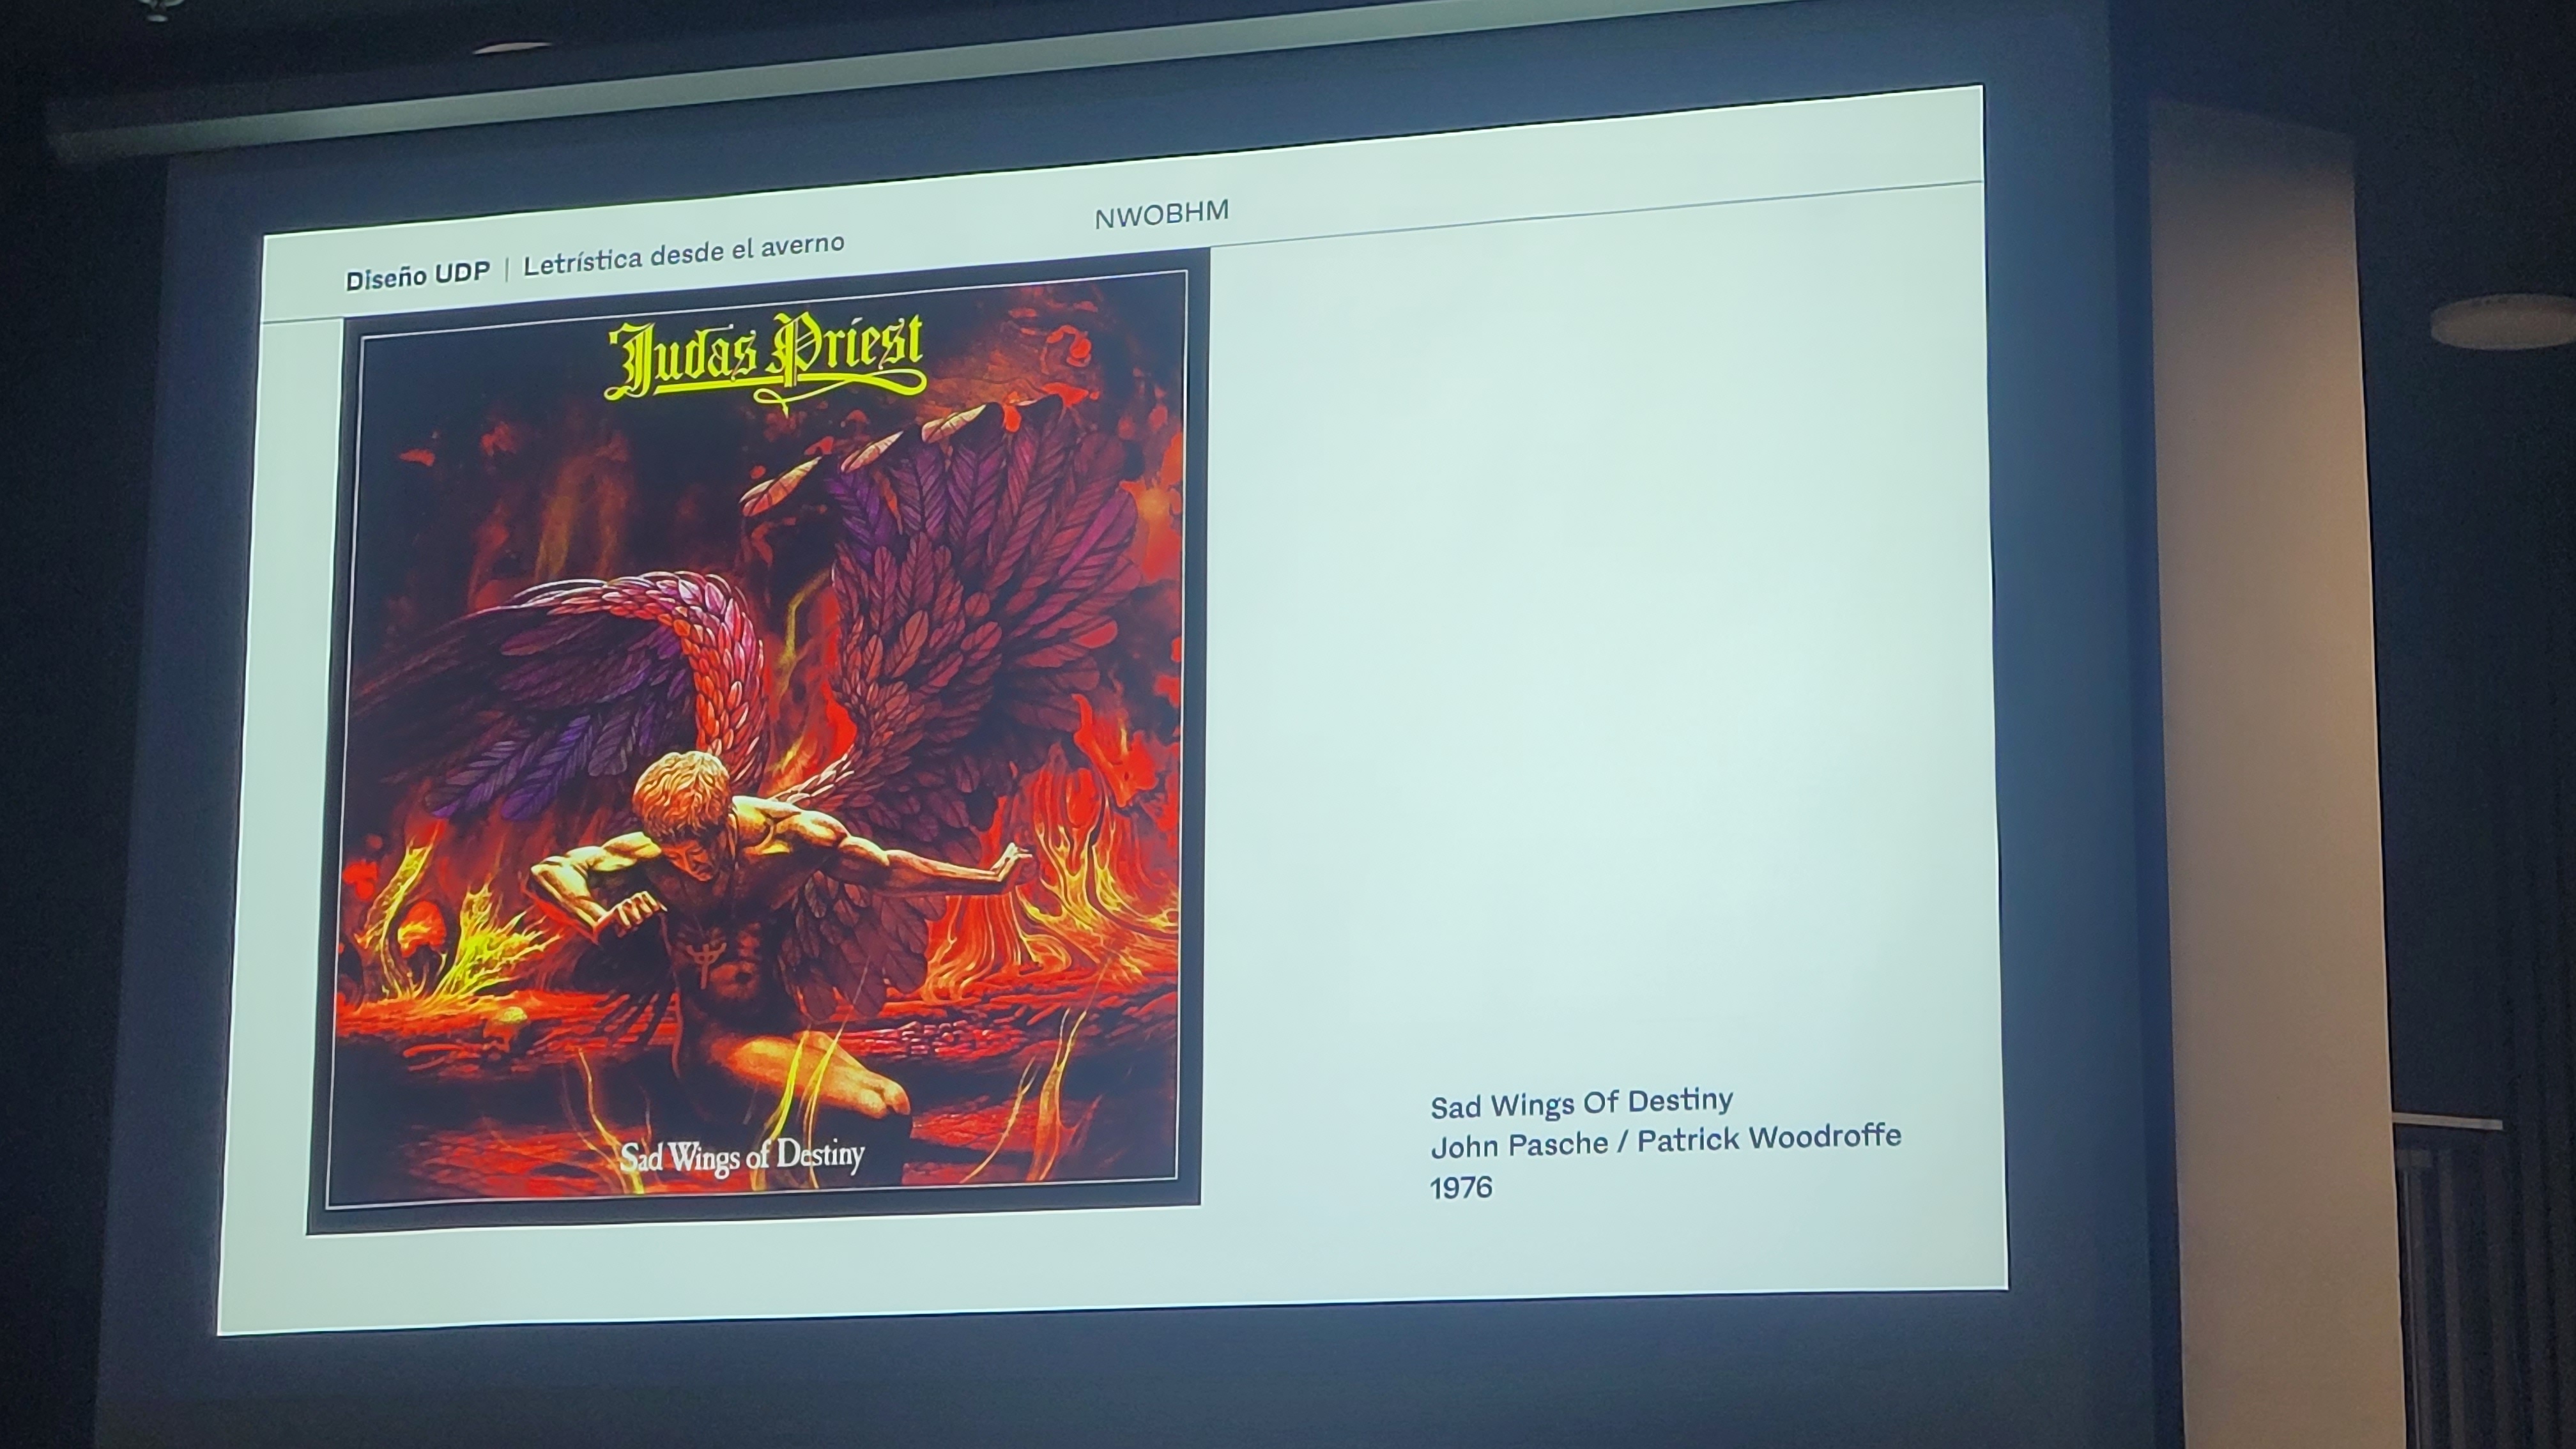 Diseño UDP | Letrística desde el averno
NWOBHM
Judas Priest
Sad Wings of Destiny
Sad Wings Of Destiny
John Pasche / Patrick Woodroffe
1976